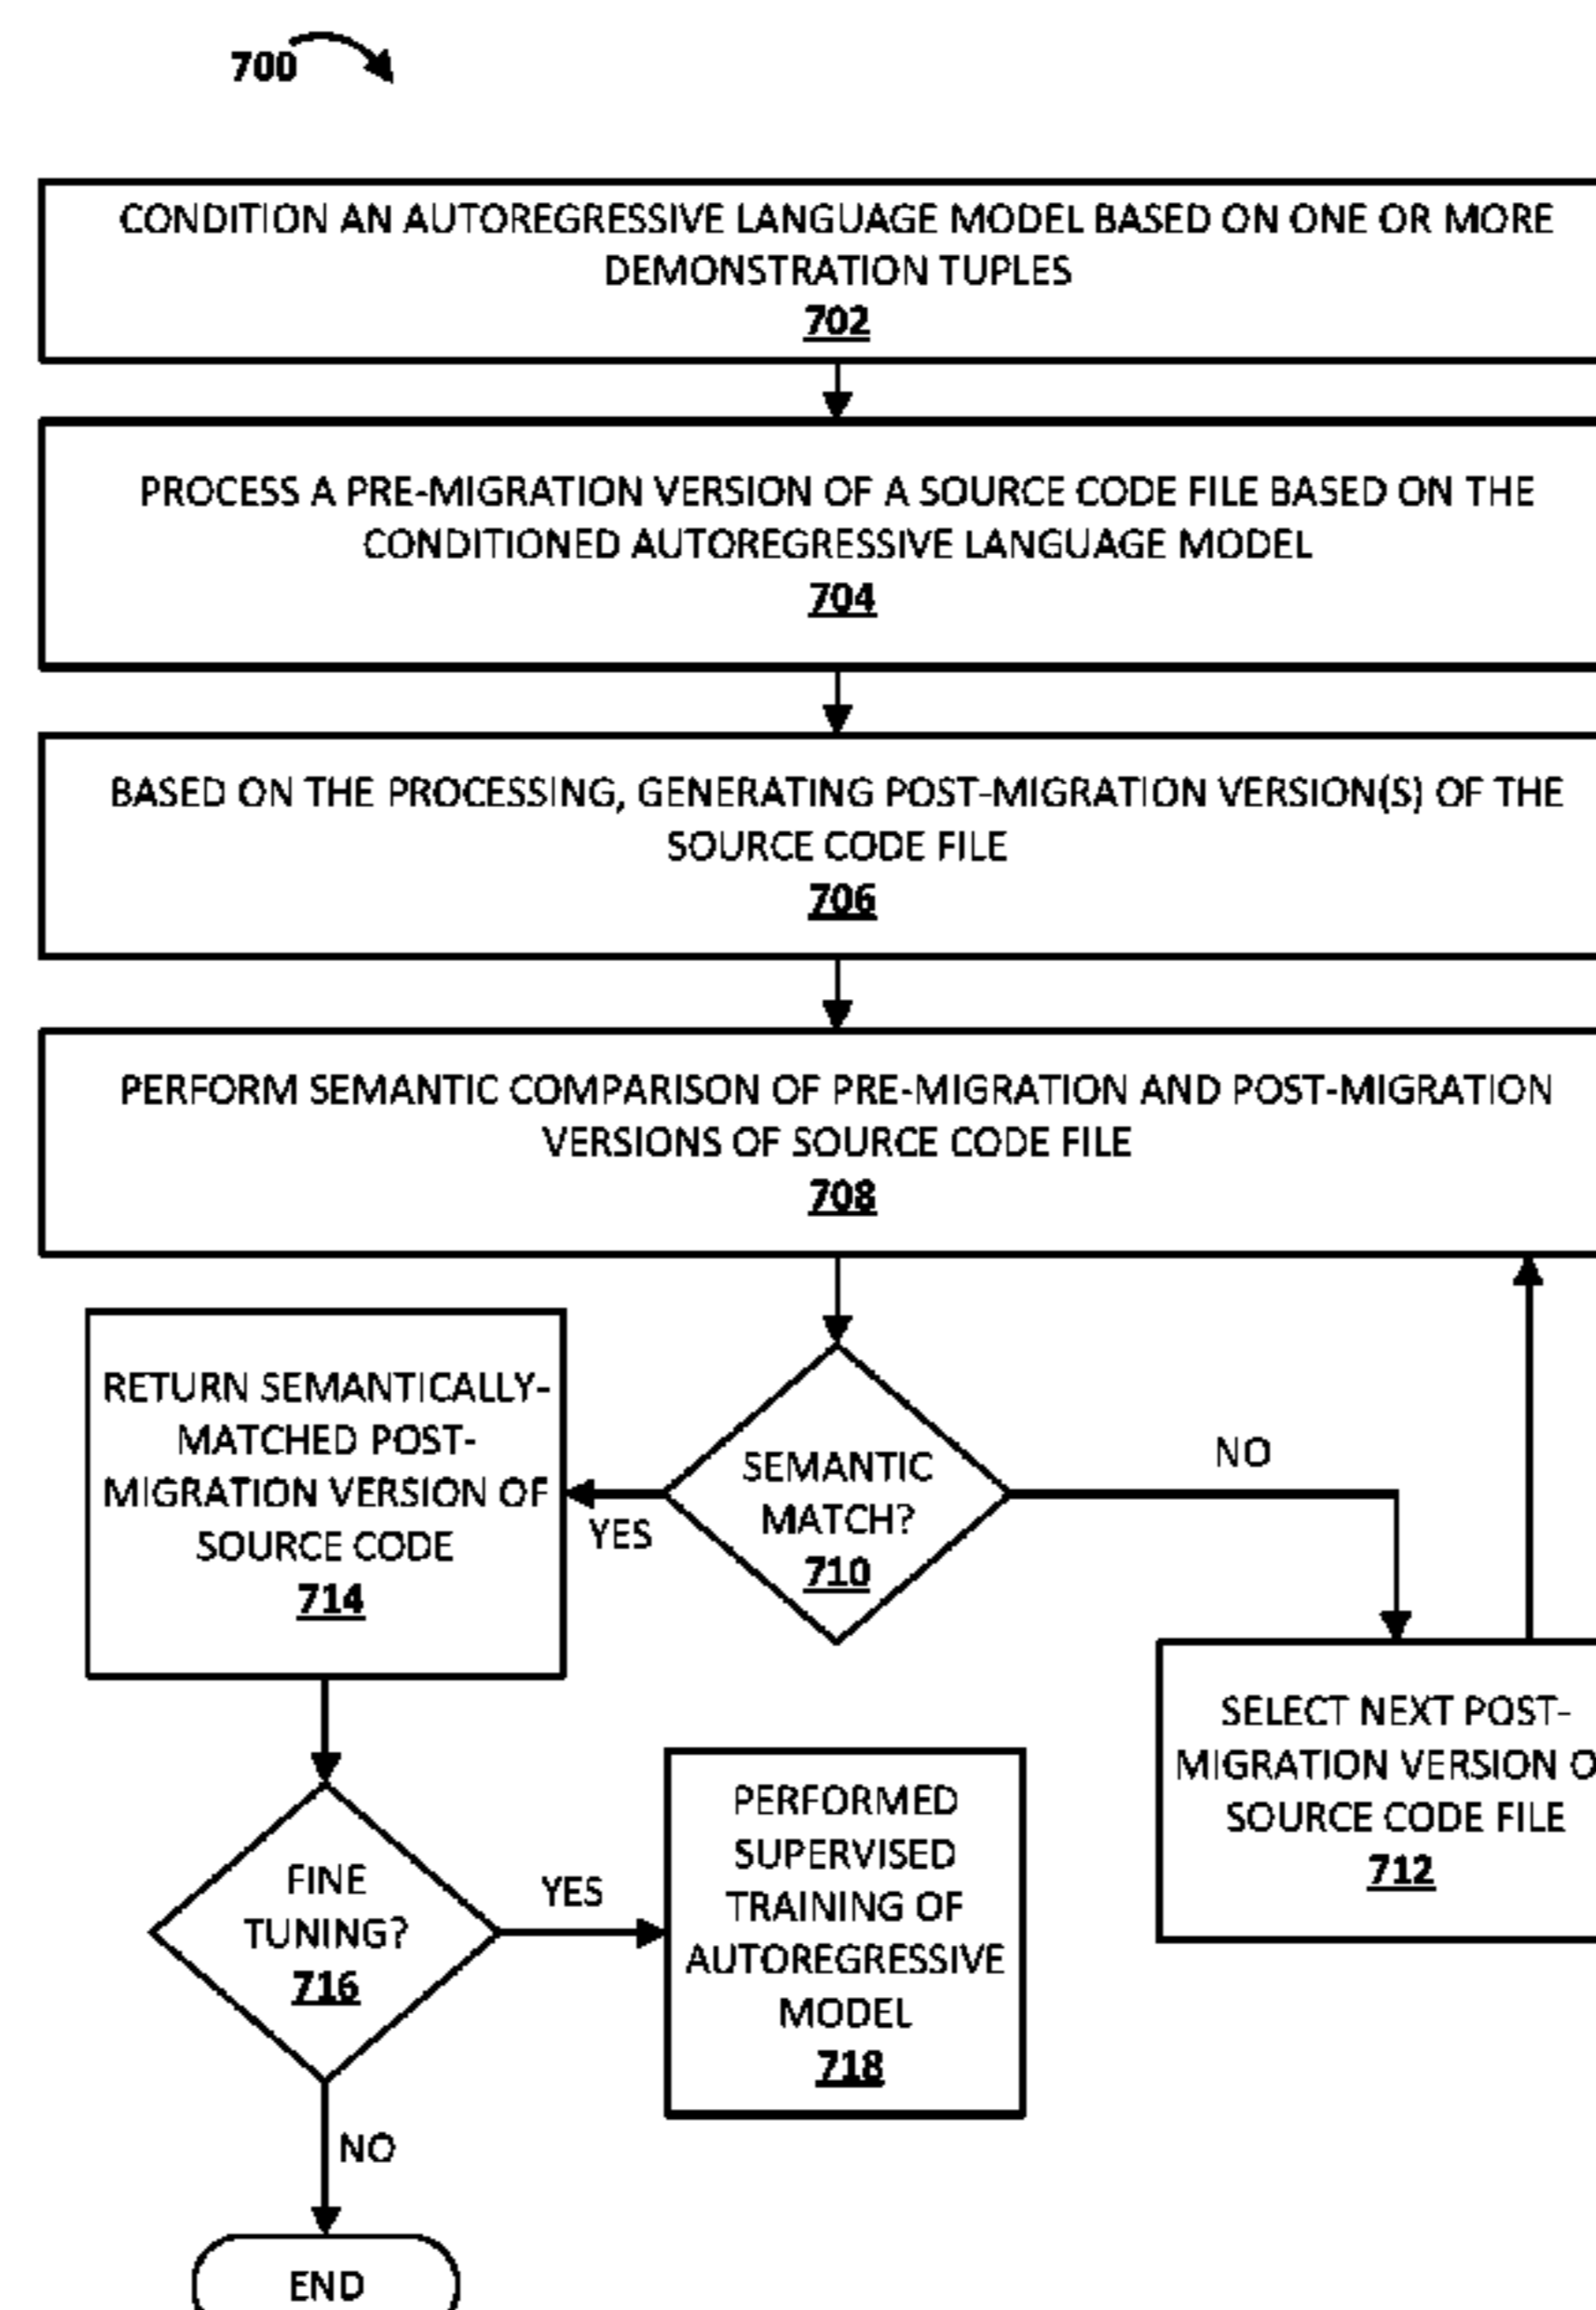 700
CONDITION AN AUTOREGRESSIVE LANGUAGE MODEL BASED ON ONE OR MORE
DEMONSTRATION TUPLES
702
PROCESS A PRE-MIGRATION VERSION OF A SOURCE CODE FILE BASED ON THE
CONDITIONED AUTOREGRESSIVE LANGUAGE MODEL
704
BASED ON THE PROCESSING, GENERATING POST-MIGRATION VERSION(S) OF THE
SOURCE CODE FILE
706
PERFORM SEMANTIC COMPARISON OF PRE-MIGRATION AND POST-MIGRATION
VERSIONS OF SOURCE CODE FILE
708
SEMANTIC
MATCH?
710
YES
NO
RETURN SEMANTICALLY-
MATCHED POST-
MIGRATION VERSION OF
SOURCE CODE
714
SELECT NEXT POST-
MIGRATION VERSION
SOURCE CODE FILE
712
FINE
TUNING?
716
YES
PERFORMED
SUPERVISED
TRAINING OF
AUTOREGRESSIVE
MODEL
718
NO
END